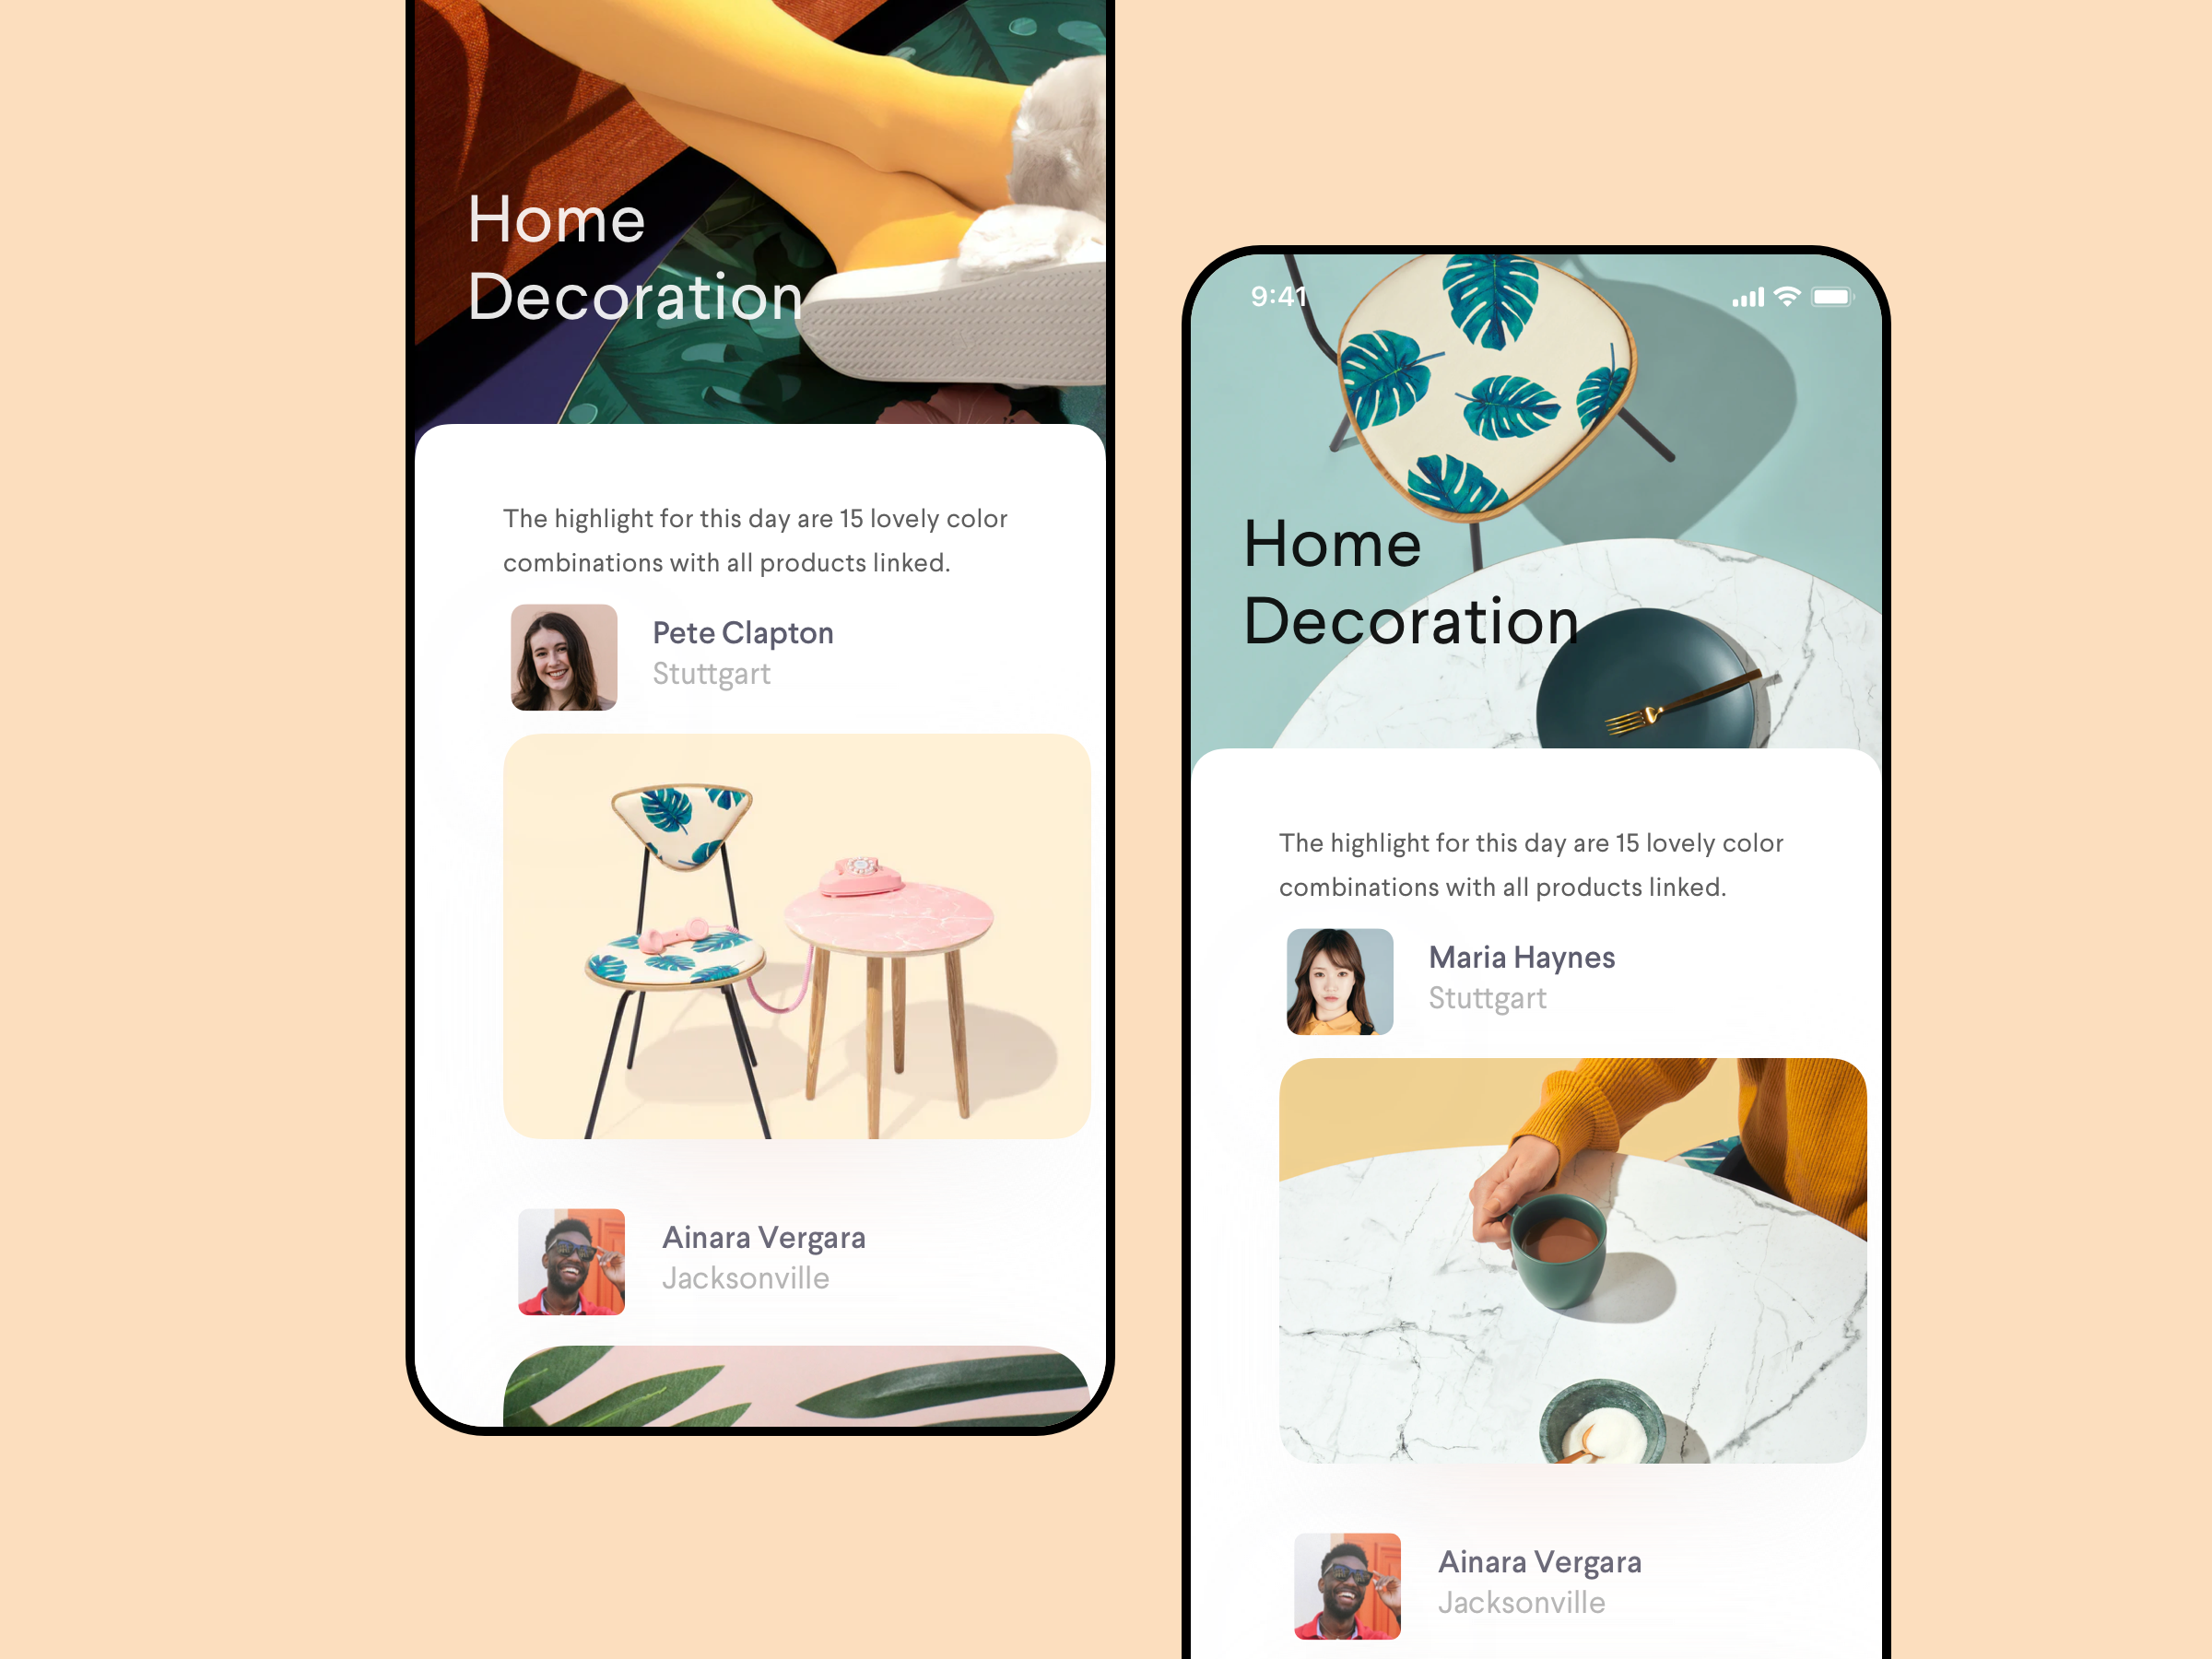 Home
Decoration
The highlight for this day are 15 lovely color
combinations with all products linked.
Pete Clapton
Stuttgart
Ainara Vergara
Jacksonville
9:41
Home
Decoration
The highlight for this day are 15 lovely color
combinations with all products linked.
Maria Haynes
Stuttgart
Ainara Vergara
Jacksonville